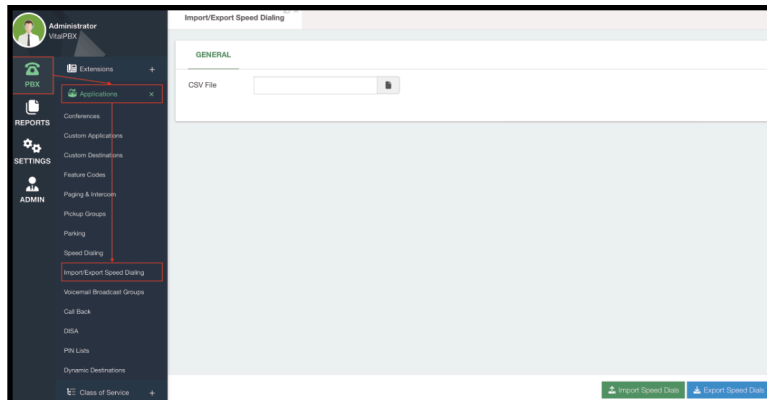 Administrator
VitalPBX
PBX
REPORTS
SETTINGS
ADMIN
Extensions +
Applications ×
Conferences
Custom Applications
Custom Destinations
Feature Codes
Paging & Intercom
Pickup Groups
Parking
Speed Dialing
Import/Export Speed Dialing
Voicemail Broadcast Groups
Call Back
DISA
PIN Lists
Dynamic Destinations
Class of Service +
Import/Export Speed Dialing
GENERAL
CSV File
Import Speed Dials
Export Speed Dials